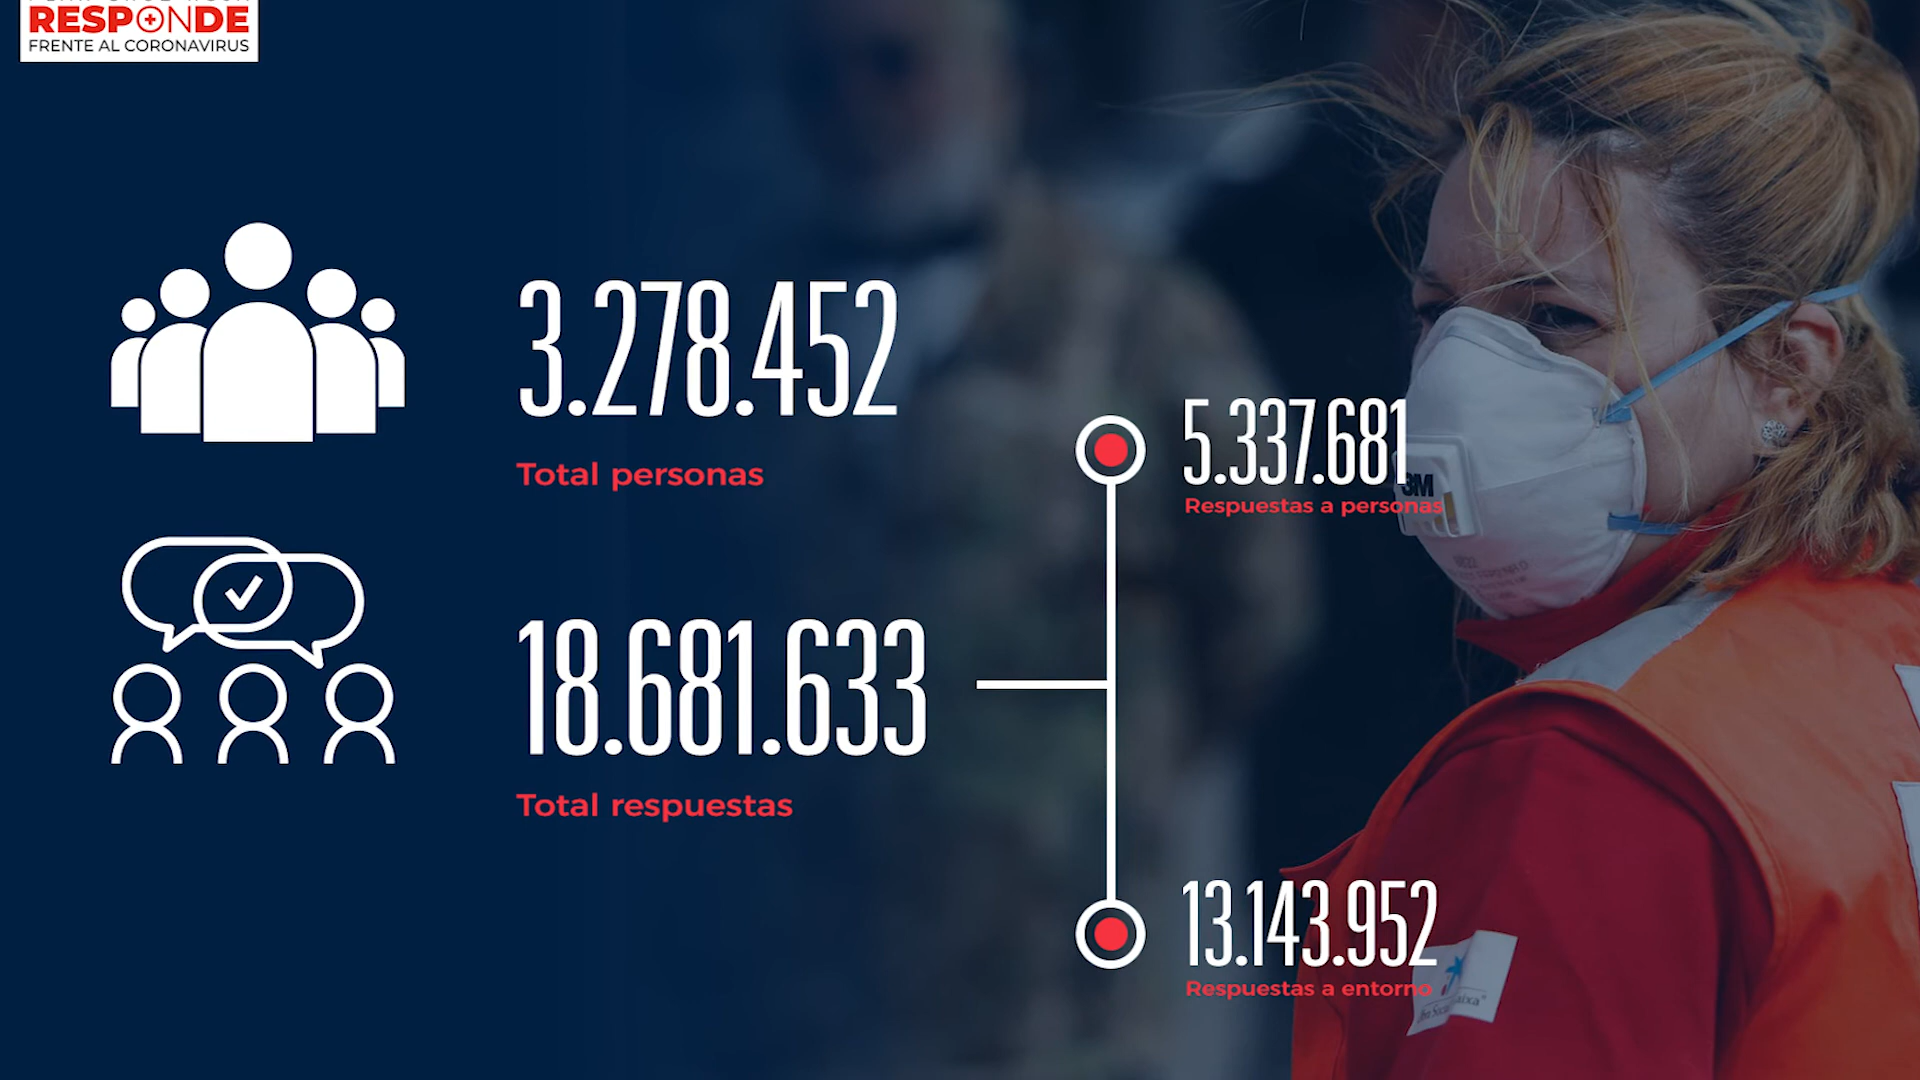 RESPONDE
FRENTE AL CORONAVIRUS
3.278.452
Total personas
5.337.681
3M
Respuestas a personas
18.681.633
Total respuestas
13.143.952
Respuestas a entorno